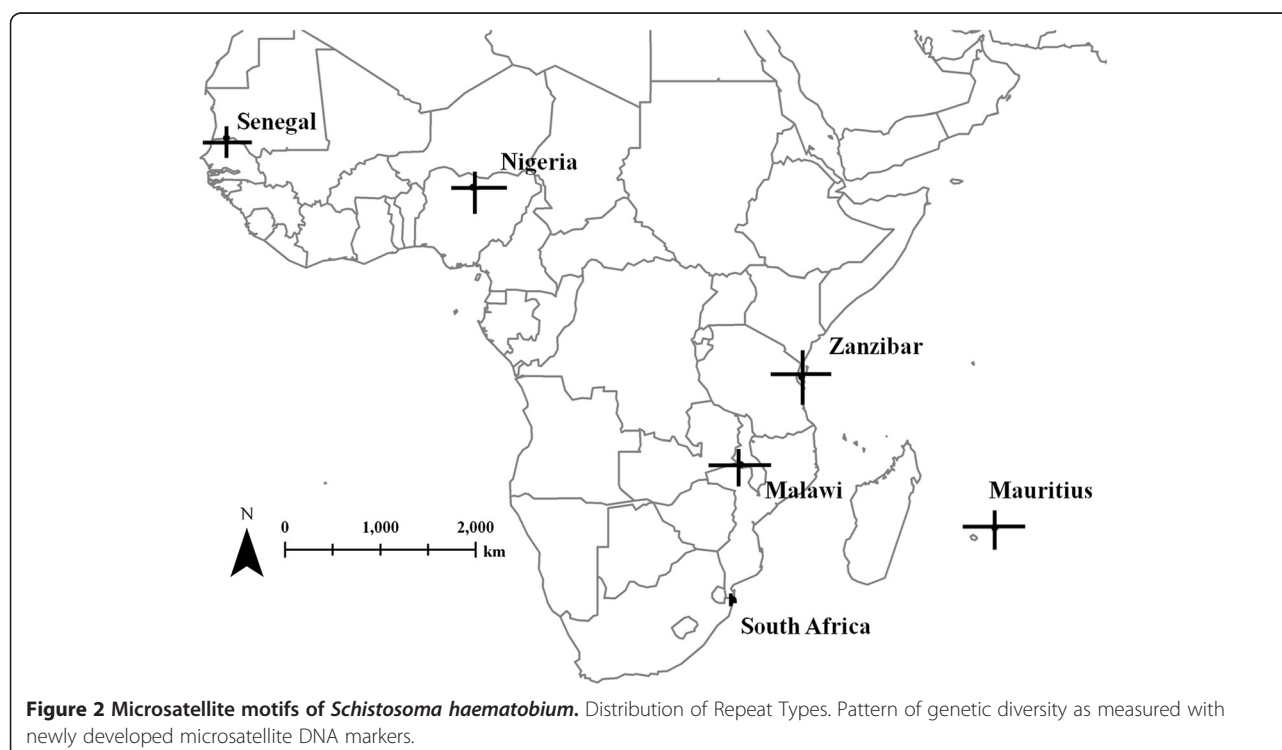 Senegal
Nigeria
Zanzibar
Malawi
Mauritius
N
0 1,000 2,000
km
South Africa
Figure 2 Microsatellite motifs of Schistosoma haematobium. Distribution of Repeat Types. Pattern of genetic diversity as measured with
newly developed microsatellite DNA markers.